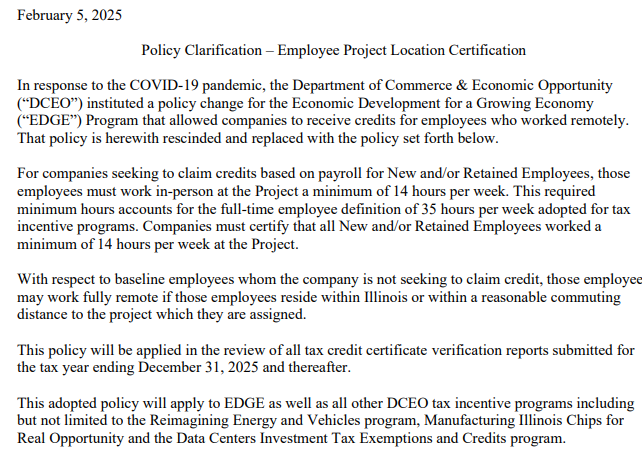 February 5, 2025
Policy Clarification – Employee Project Location Certification
In response to the COVID-19 pandemic, the Department of Commerce & Economic Opportunity
(“DCEO”) instituted a policy change for the Economic Development for a Growing Economy
(“EDGE”) Program that allowed companies to receive credits for employees who worked remotely.
That policy is herewith rescinded and replaced with the policy set forth below.
For companies seeking to claim credits based on payroll for New and/or Retained Employees, those
employees must work in-person at the Project a minimum of 14 hours per week. This required
minimum hours accounts for the full-time employee definition of 35 hours per week adopted for tax
incentive programs. Companies must certify that all New and/or Retained Employees worked a
minimum of 14 hours per week at the Project.
With respect to baseline employees whom the company is not seeking to claim credit, those employee
may work fully remote if those employees reside within Illinois or within a reasonable commuting
distance to the project which they are assigned.
This policy will be applied in the review of all tax credit certificate verification reports submitted for
the tax year ending December 31, 2025 and thereafter.
This adopted policy will apply to EDGE as well as all other DCEO tax incentive programs including
but not limited to the Reimagining Energy and Vehicles program, Manufacturing Illinois Chips for
Real Opportunity and the Data Centers Investment Tax Exemptions and Credits program.